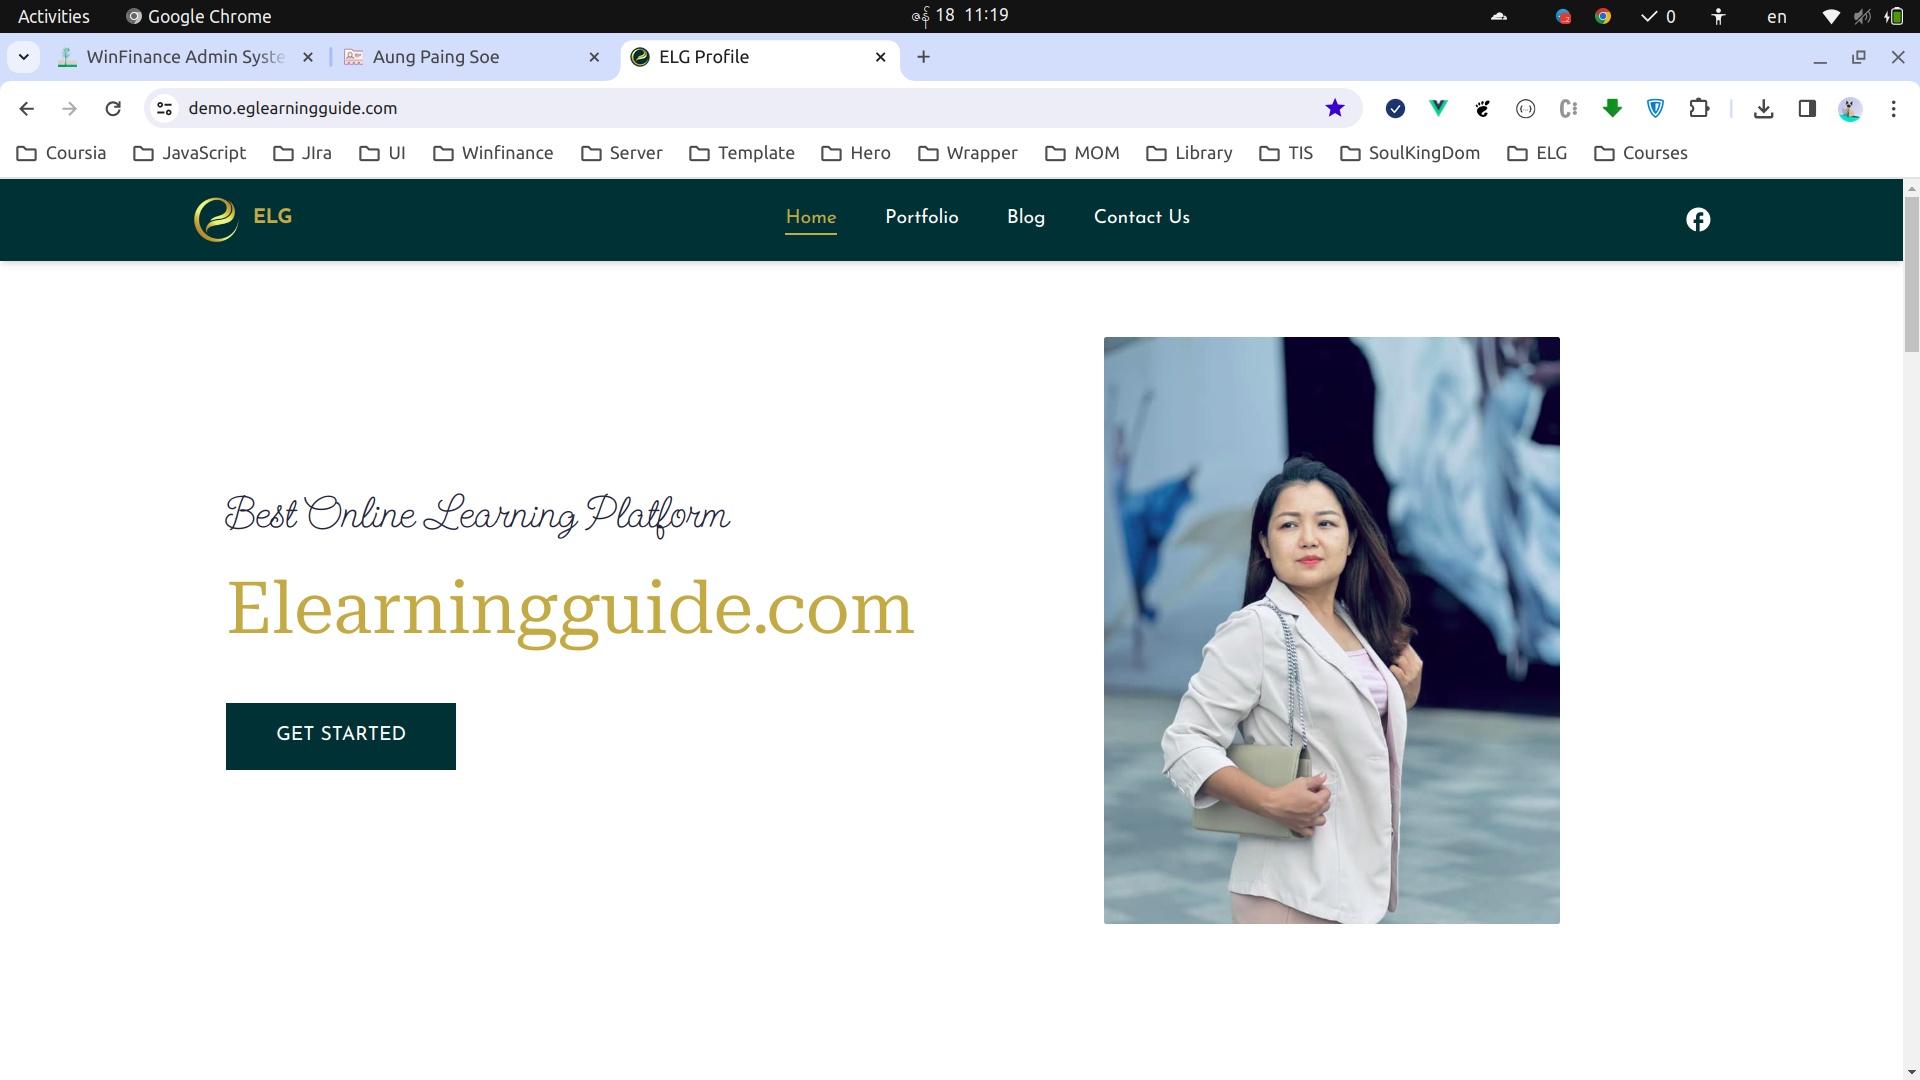 Activities
Google Chrome
ဇန် 18 11:19
0
en
WinFinance Admin Syste
Aung Paing Soe
ELG Profile
demo.eglearningguide.com
Coursia
JavaScript
JIra
UI
Winfinance
Server
Template
Hero
Wrapper
MOM
Library
TIS
SoulKingDom
ELG
Courses
ELG
Home
Portfolio
Blog
Contact Us
Best Online Learning Platform
Elearningguide.com
GET STARTED